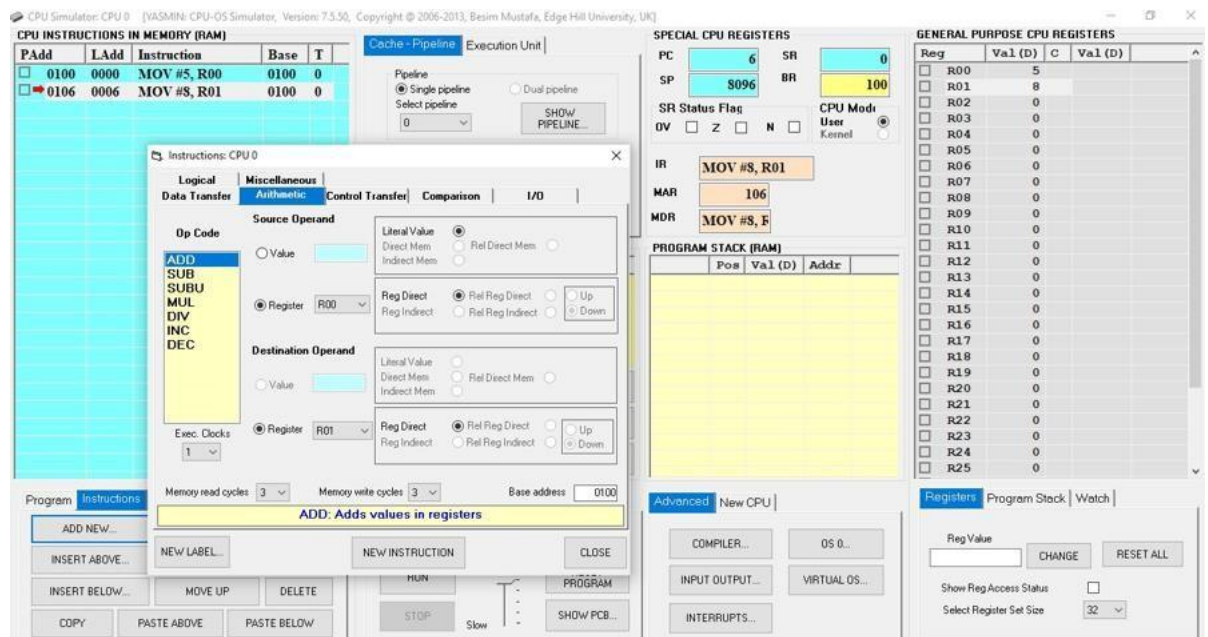 CPU Simulator: CPU 0 [YASMIN: CPU-OS Simulator, Version: 7.5.50, Copyright @ 2006-2013, Besim Mustafa, Edge Hill University, UK]
CPU INSTRUCTIONS IN MEMORY (RAM)
PAdd LAdd Instruction Base T
0100 0000 MOV #5, R00 0100 0
0106 0006 MOV #8, R01 0100 0
Cache - Pipeline Execution Unit
Pipeline
Single pipeline Dual pipeline
Select pipeline
0
SHOW PIPELINE...
SPECIAL CPU REGISTERS
PC 6 SR 0
SP 8096 BR 100
SR Status Flag CPU Mode
OV Z N User
Kernel
IR MOV #8, R01
MAR 106
MDR MOV #8, F
PROGRAM STACK (RAM)
Pos Val (D) Addr
GENERAL PURPOSE CPU REGISTERS
Reg Val (D) C Val (D)
R00 5
R01 8
R02 0
R03 0
R04 0
R05 0
R06 0
R07 0
R08 0
R09 0
R10 0
R11 0
R12 0
R13 0
R14 0
R15 0
R16 0
R17 0
R18 0
R19 0
R20 0
R21 0
R22 0
R23 0
R24 0
R25 0
Instructions: CPU 0
Logical Miscellaneous
Data Transfer Arithmetic Control Transfer Comparison I/O
Op Code
ADD
SUB
SUBU
MUL
DIV
INC
DEC
Exec. Clocks
1
Source Operand
Value
Literal Value
Direct Mem Rel Direct Mem
Indirect Mem
Register R00
Reg Direct Rel Reg Direct Up
Reg Indirect Rel Reg Indirect Down
Destination Operand
Value
Literal Value
Direct Mem Rel Direct Mem
Indirect Mem
Register R01
Reg Direct Rel Reg Direct Up
Reg Indirect Rel Reg Indirect Down
Memory read cycles 3 Memory write cycles 3 Base address 0100
ADD: Adds values in registers
NEW LABEL... NEW INSTRUCTION CLOSE
Program Instructions
ADD NEW...
INSERT ABOVE...
INSERT BELOW... MOVE UP DELETE
COPY PASTE ABOVE PASTE BELOW
RUN
STOP Slow
PROGRAM
SHOW PCB...
Advanced New CPU
COMPILER... OS 0...
INPUT OUTPUT... VIRTUAL OS...
INTERRUPTS...
Registers Program Stack Watch
Reg Value
CHANGE RESET ALL
Show Reg Access Status
Select Register Set Size 32